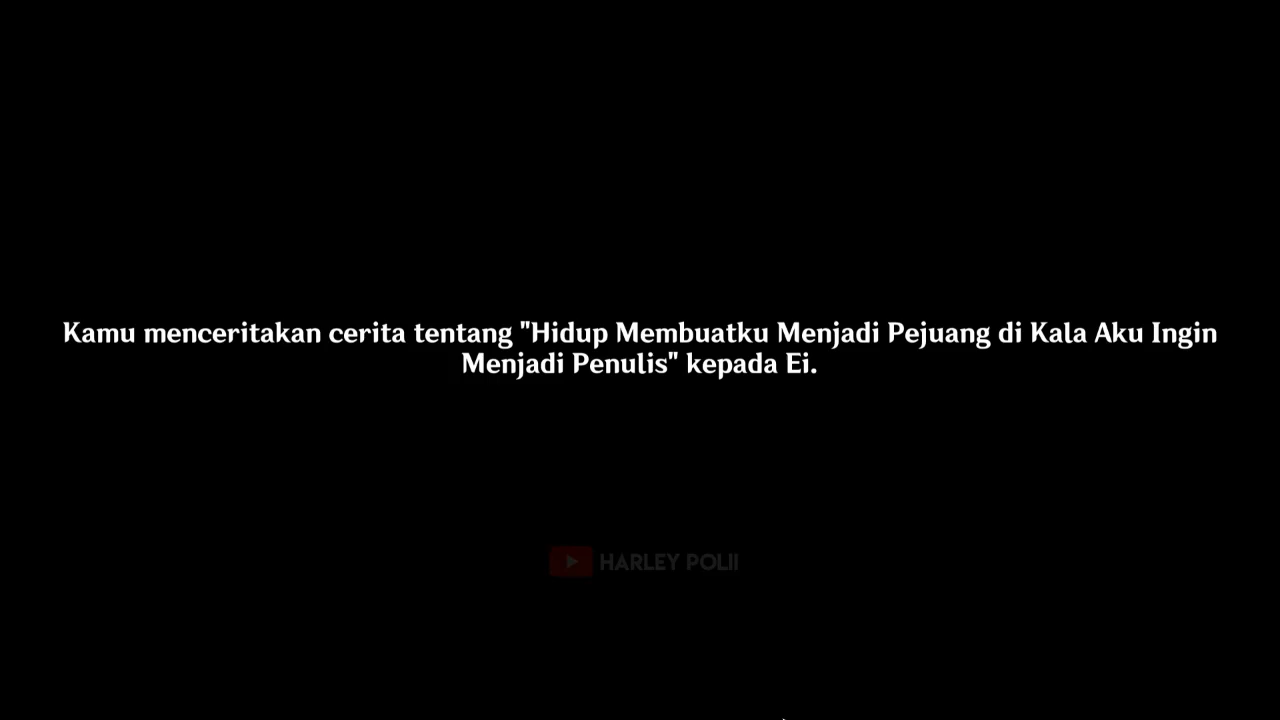 Kamu menceritakan cerita tentang "Hidup Membuatku Menjadi Pejuang di Kala Aku Ingin
Menjadi Penulis" kepada Ei.
HARLEY POLII